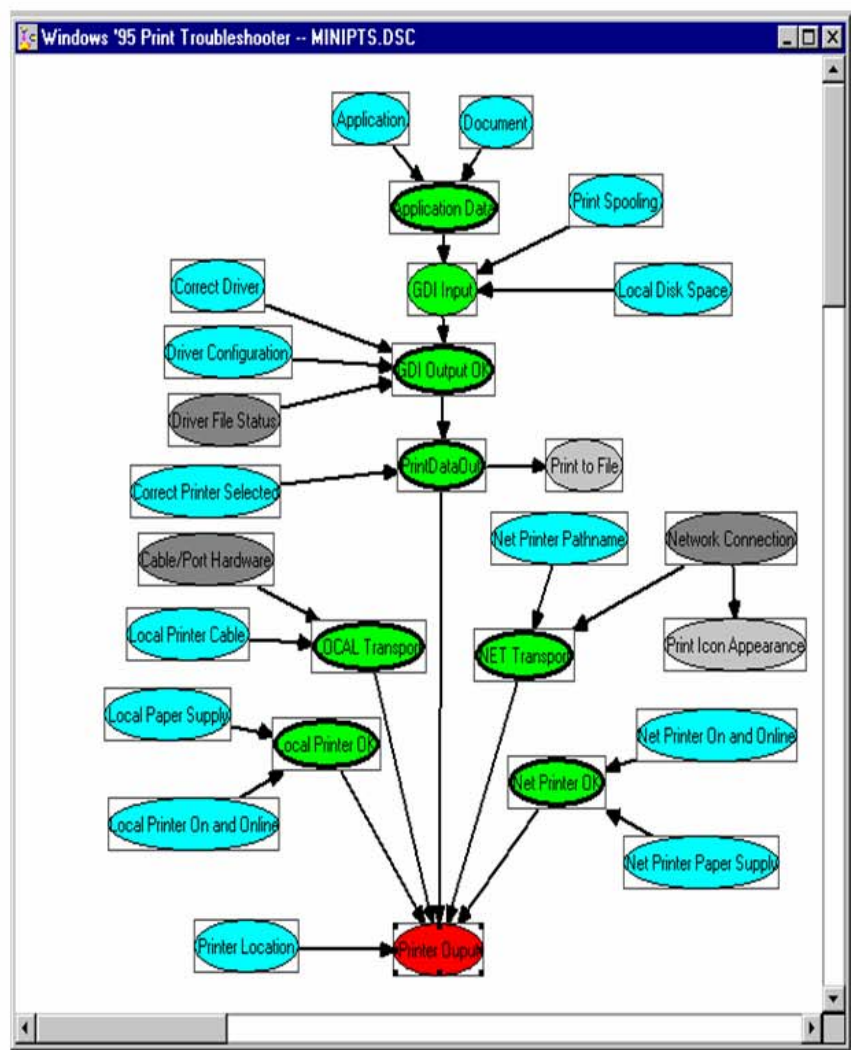 Windows '95 Print Troubleshooter -- MINIPTS.DSC
Application
Document
Application Data
Print Spooling
Correct Driver
GDI Input
Local Disk Space
Driver Configuration
GDI Output OK
Driver File Status
PrintDataOut
Print to File
Correct Printer Selected
Net Printer Pathname
Network Connection
Cable/Port Hardware
Local Printer Cable
OCAL Transpor
NET Transpor
Print Icon Appearance
Local Paper Supply
Local Printer OK
Net Printer On and Online
Net Printer OK
Local Printer On and Online
Net Printer Paper Supply
Printer Location
Printer Ouput